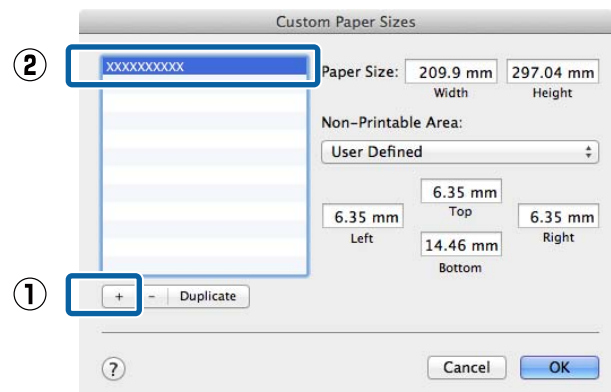 Custom Paper Sizes
② XXXXXXXXXX
Paper Size: 209.9 mm 297.04 mm
Width Height
Non-Printable Area:
User Defined
6.35 mm
Top
6.35 mm 6.35 mm
Left Right
14.46 mm
Bottom
① + - Duplicate
? Cancel OK